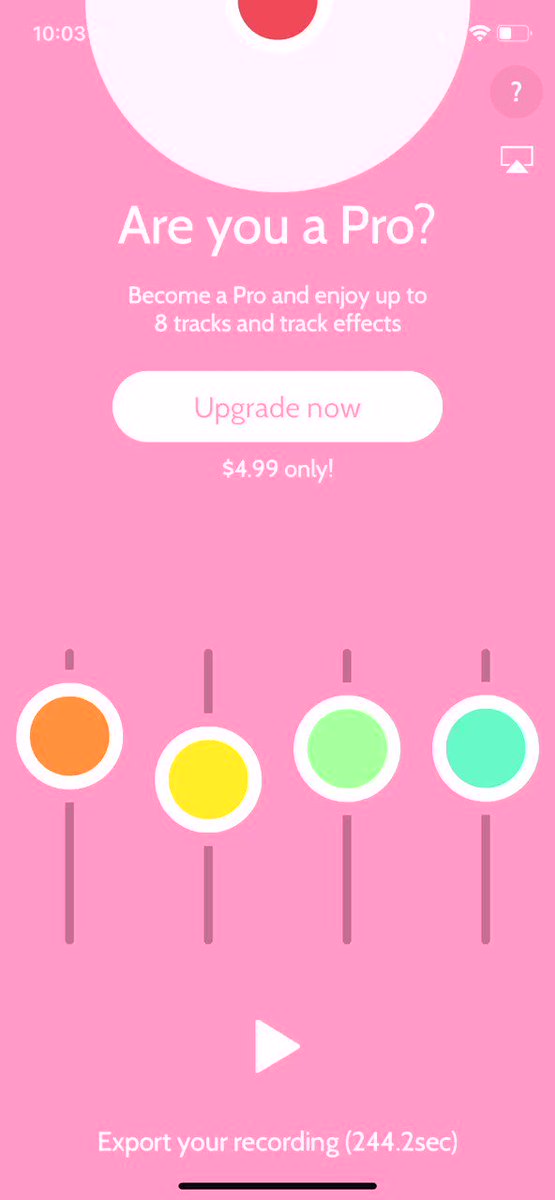 10:03
?
Are you a Pro?
Become a Pro and enjoy up to
8 tracks and track effects
Upgrade now
$4.99 only!
Export your recording (244.2sec)